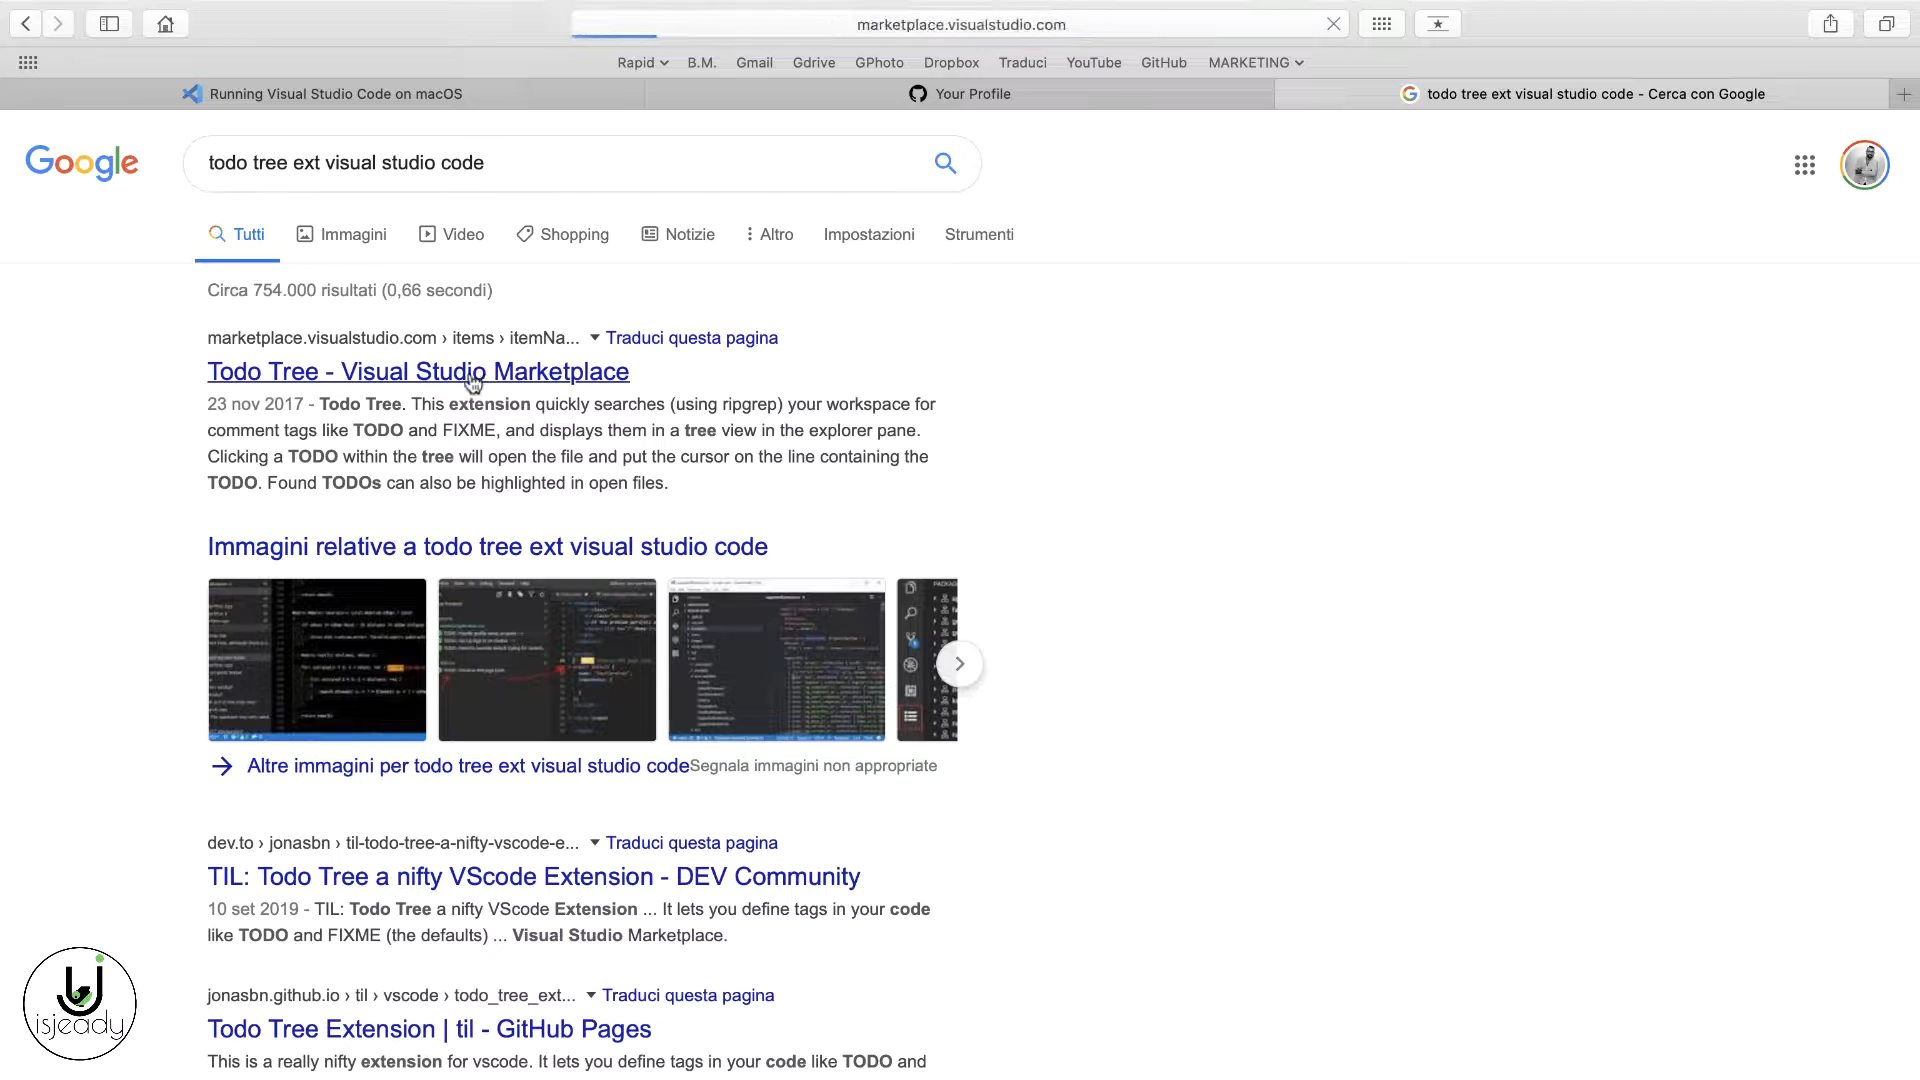 marketplace.visualstudio.com
Rapid B.M. Gmail Gdrive GPhoto Dropbox Traduci YouTube GitHub MARKETING
Running Visual Studio Code on macOS
Your Profile
todo tree ext visual studio code - Cerca con Google
Google
todo tree ext visual studio code
Tutti Immagini Video Shopping Notizie Altro Impostazioni Strumenti
Circa 754.000 risultati (0,66 secondi)
marketplace.visualstudio.com › items › itemNa... Traduci questa pagina
Todo Tree - Visual Studio Marketplace
23 nov 2017 - Todo Tree. This extension quickly searches (using ripgrep) your workspace for
comment tags like TODO and FIXME, and displays them in a tree view in the explorer pane.
Clicking a TODO within the tree will open the file and put the cursor on the line containing the
TODO. Found TODOs can also be highlighted in open files.
Immagini relative a todo tree ext visual studio code
Altre immagini per todo tree ext visual studio code
Segnala immagini non appropriate
dev.to › jonasbn › til-todo-tree-a-nifty-vscode-e... Traduci questa pagina
TIL: Todo Tree a nifty VScode Extension - DEV Community
10 set 2019 - TIL: Todo Tree a nifty VScode Extension ... It lets you define tags in your code
like TODO and FIXME (the defaults) ... Visual Studio Marketplace.
jonasbn.github.io › til › vscode › todo_tree_ext... Traduci questa pagina
Todo Tree Extension | til - GitHub Pages
This is a really nifty extension for vscode. It lets you define tags in your code like TODO and
isjeady